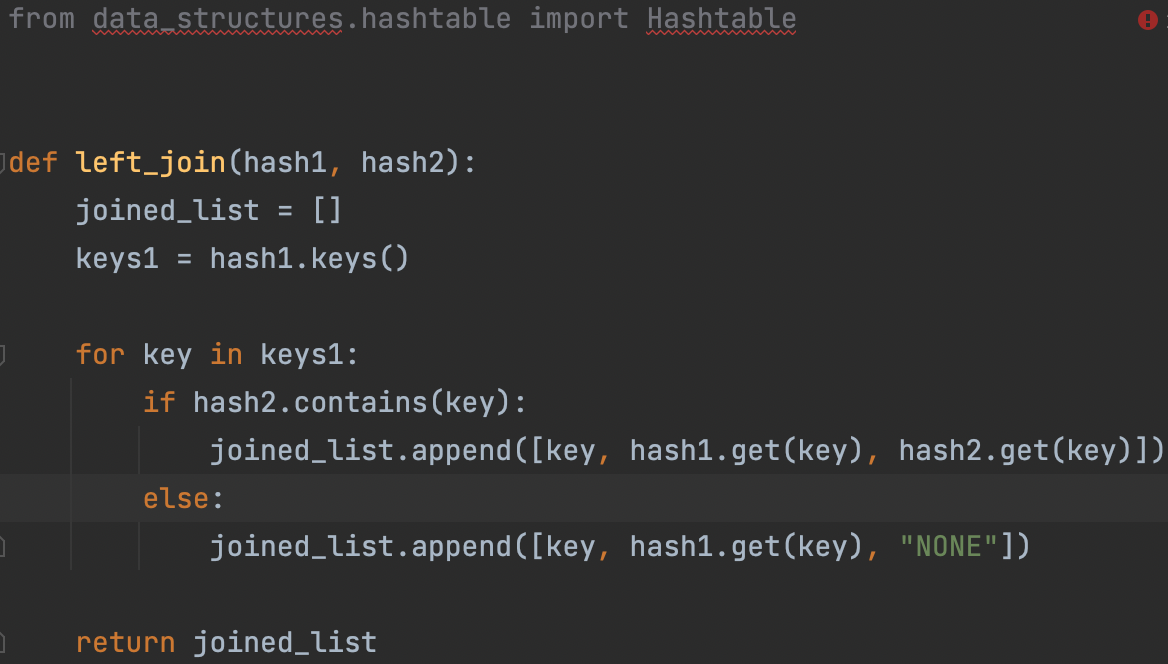 from data_structures.hashtable import Hashtable
def left_join(hash1, hash2):
    joined_list = []
    keys1 = hash1.keys()
    for key in keys1:
        if hash2.contains(key):
            joined_list.append([key, hash1.get(key), hash2.get(key)])
        else:
            joined_list.append([key, hash1.get(key), "NONE"])
    return joined_list